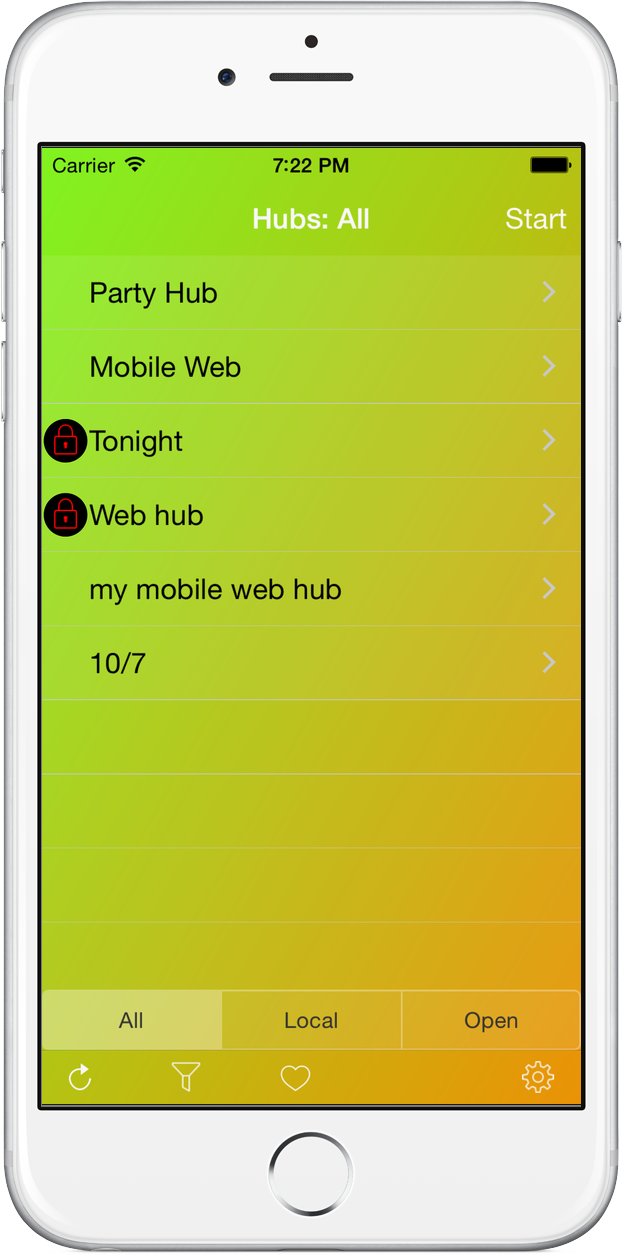 Carrier 7:22 PM
Hubs: All Start
Party Hub
Mobile Web
Tonight
Web hub
my mobile web hub
10/7
All Local Open